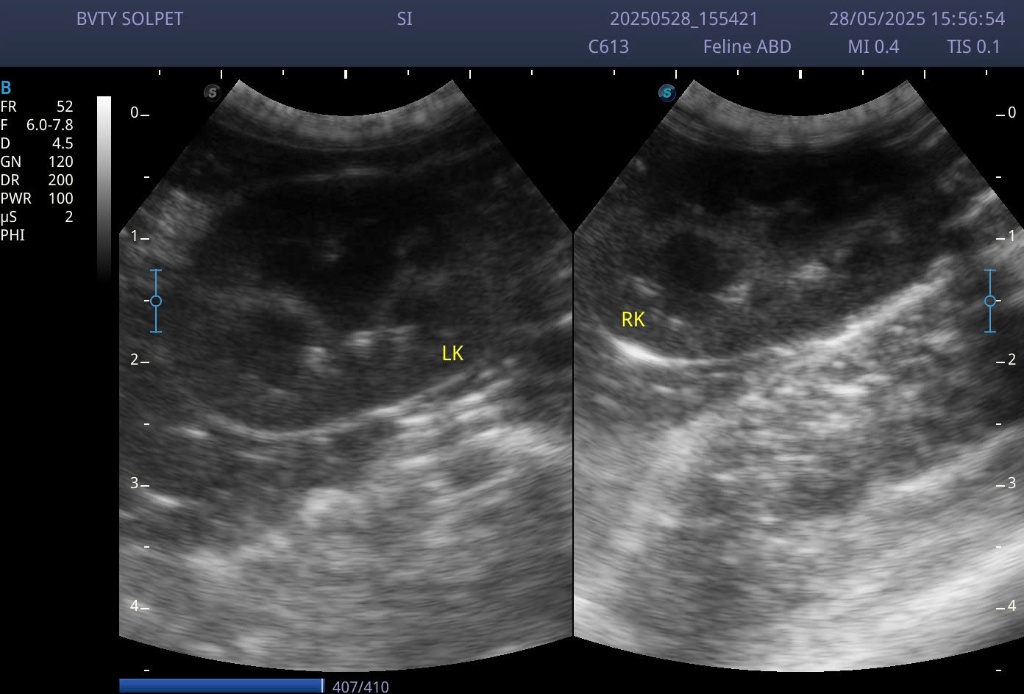 BVTY SOLPET SI 20250528_155421 28/05/2025 15:56:54
C613 Feline ABD MI 0.4 TIS 0.1
B
FR 52
F 6.0-7.8
D 4.5
GN 120
DR 200
PWR 100
µS 2
PHI
S
S
0
1
2
3
4
LK
RK
0
1
2
3
4
407/410